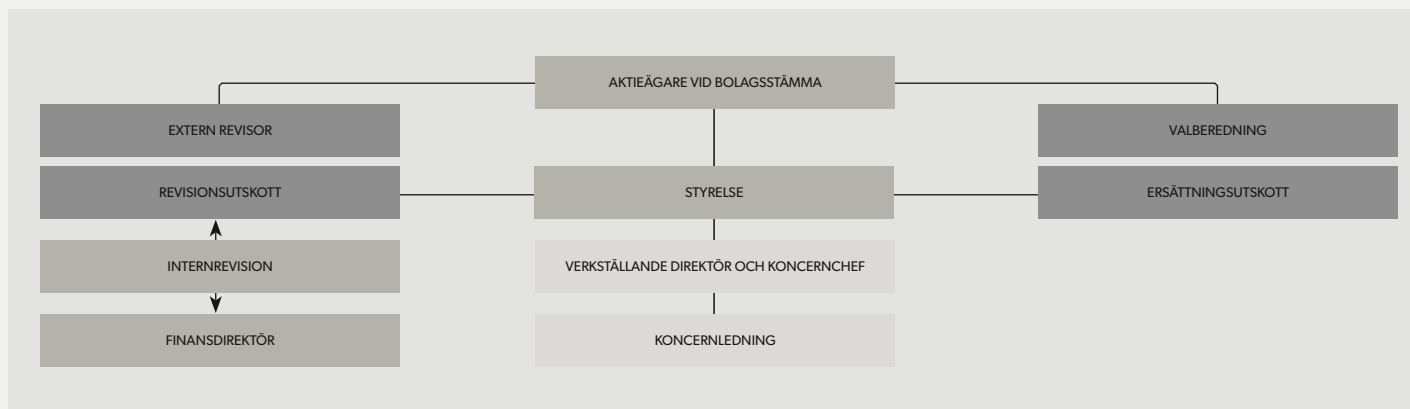 AKTIEÄGARE VID BOLAGSSTÄMMA
EXTERN REVISOR
VALBEREDNING
REVISIONSUTSKOTT
STYRELSE
ERSÄTTNINGSUTSKOTT
INTERNREVISION
VERKSTÄLLANDE DIREKTÖR OCH KONCERNCHEF
FINANSDIREKTÖR
KONCERNLEDNING